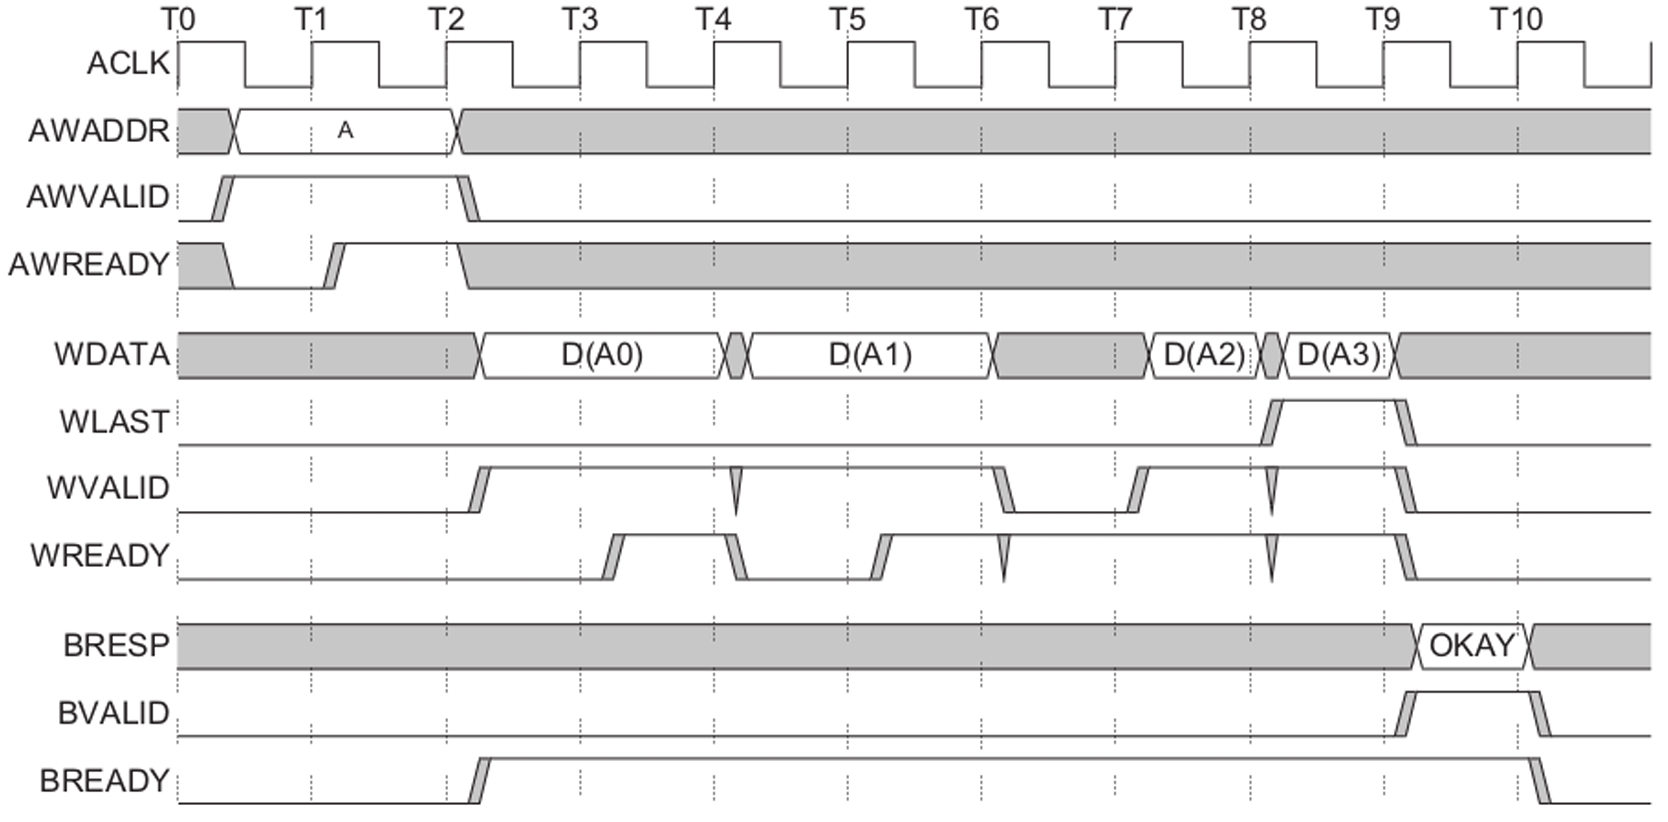 T0 T1 T2 T3 T4 T5 T6 T7 T8 T9 T10
ACLK
AWADDR A
AWVALID
AWREADY
WDATA D(A0) D(A1) D(A2) D(A3)
WLAST
WVALID
WREADY
BRESP OKAY
BVALID
BREADY